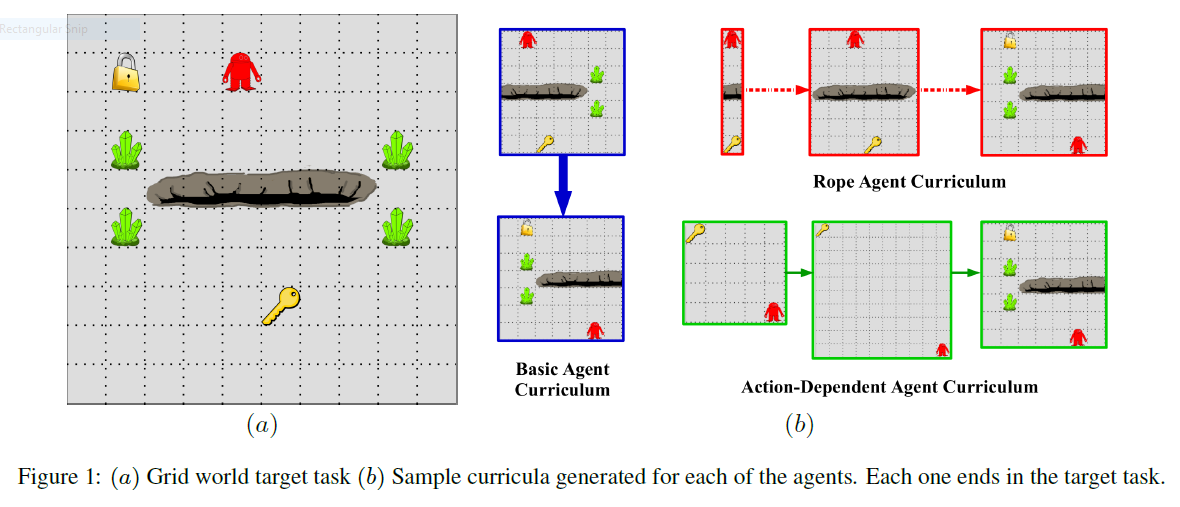 Rectangular Snip
Rope Agent Curriculum
Basic Agent
Curriculum
Action-Dependent Agent Curriculum
(a)
(b)
Figure 1: (a) Grid world target task (b) Sample curricula generated for each of the agents. Each one ends in the target task.